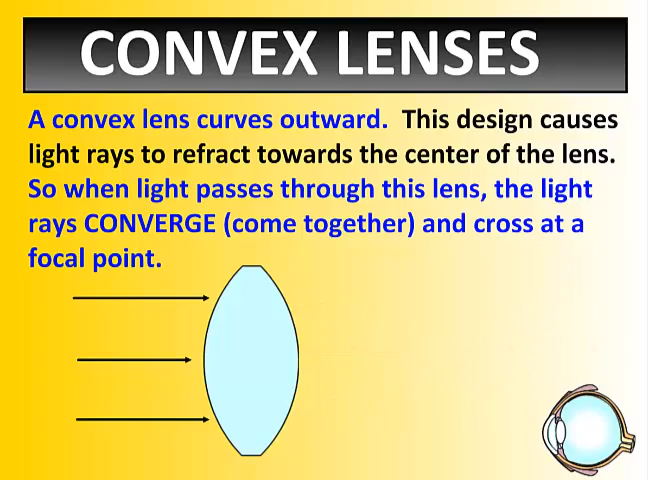 CONVEX LENSES
A convex lens curves outward. This design causes
light rays to refract towards the center of the lens.
So when light passes through this lens, the light
rays CONVERGE (come together) and cross at a
focal point.